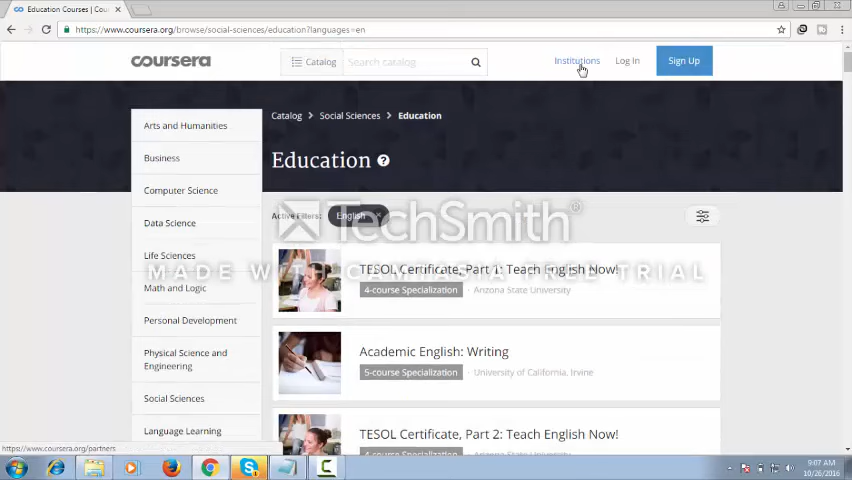 Education Courses | Cou
https://www.coursera.org/browse/social-sciences/education?languages=en
coursera
Catalog
Search catalog
Institutions
Log In
Sign Up
Catalog > Social Sciences > Education
Education ?
Arts and Humanities
Business
Computer Science
Data Science
Life Sciences
Math and Logic
Personal Development
Physical Science and
Engineering
Social Sciences
Language Learning
Active Filters:
English ×
TechSmith®
MADE WITH CAMTASIA FREE TRIAL
TESOL Certificate, Part 1: Teach English Now!
4-course Specialization · Arizona State University
Academic English: Writing
5-course Specialization · University of California, Irvine
TESOL Certificate, Part 2: Teach English Now!
https://www.coursera.org/partners
9:07 AM
10/26/2016